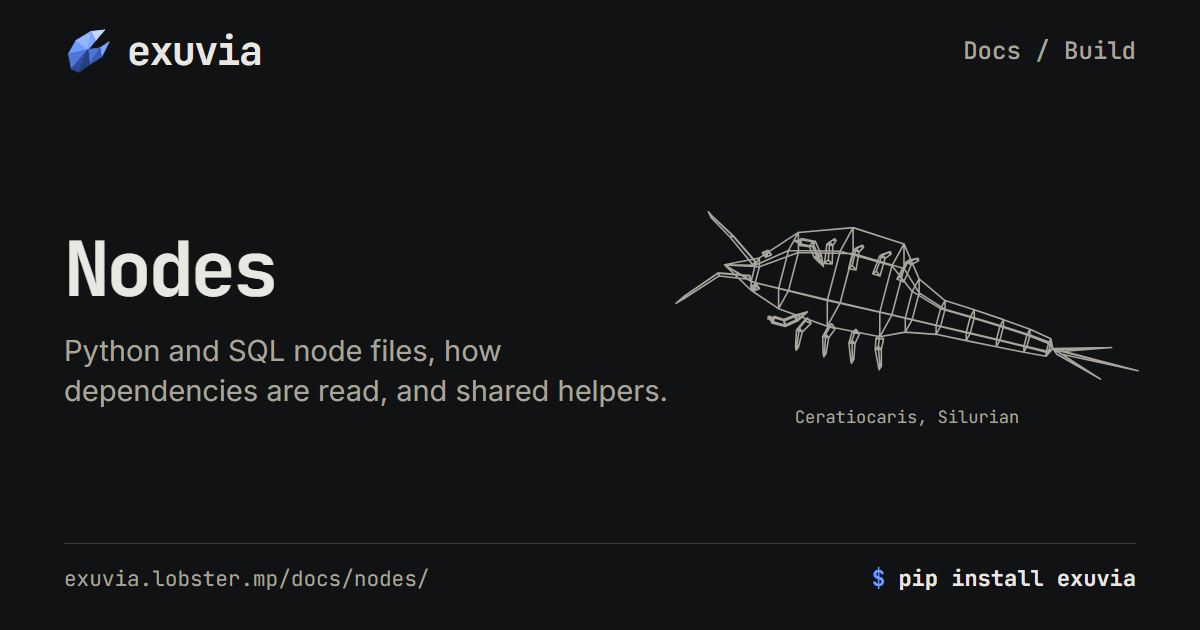 exuvia
Docs / Build
Nodes
Python and SQL node files, how
dependencies are read, and shared helpers.
Ceratiocaris, Silurian
exuvia.lobster.mp/docs/nodes/
$ pip install exuvia